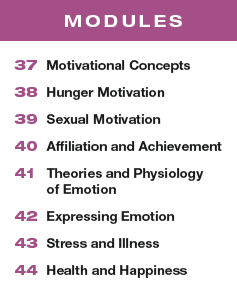 MODULES
37 Motivational Concepts
38 Hunger Motivation
39 Sexual Motivation
40 Affiliation and Achievement
41 Theories and Physiology
of Emotion
42 Expressing Emotion
43 Stress and Illness
44 Health and Happiness